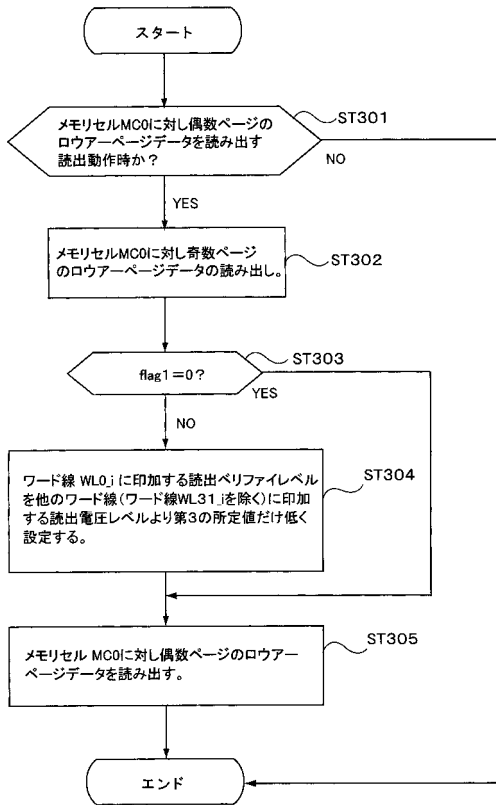 スタート
メモリセルMC0に対し偶数ページの
ロウアーページデータを読み出す
読出動作時か?
ST301
NO
YES
メモリセルMC0に対し奇数ページ
のロウアーページデータの読み出し。
ST302
flag1=0?
ST303
YES
NO
ワード線 WL0_i に印加する読出ベリファイレベル
を他のワード線(ワード線WL31_iを除く)に印加
する読出電圧レベルより第3の所定値だけ低く
設定する。
ST304
メモリセル MC0に対し偶数ページのロウアー
ページデータを読み出す。
ST305
エンド